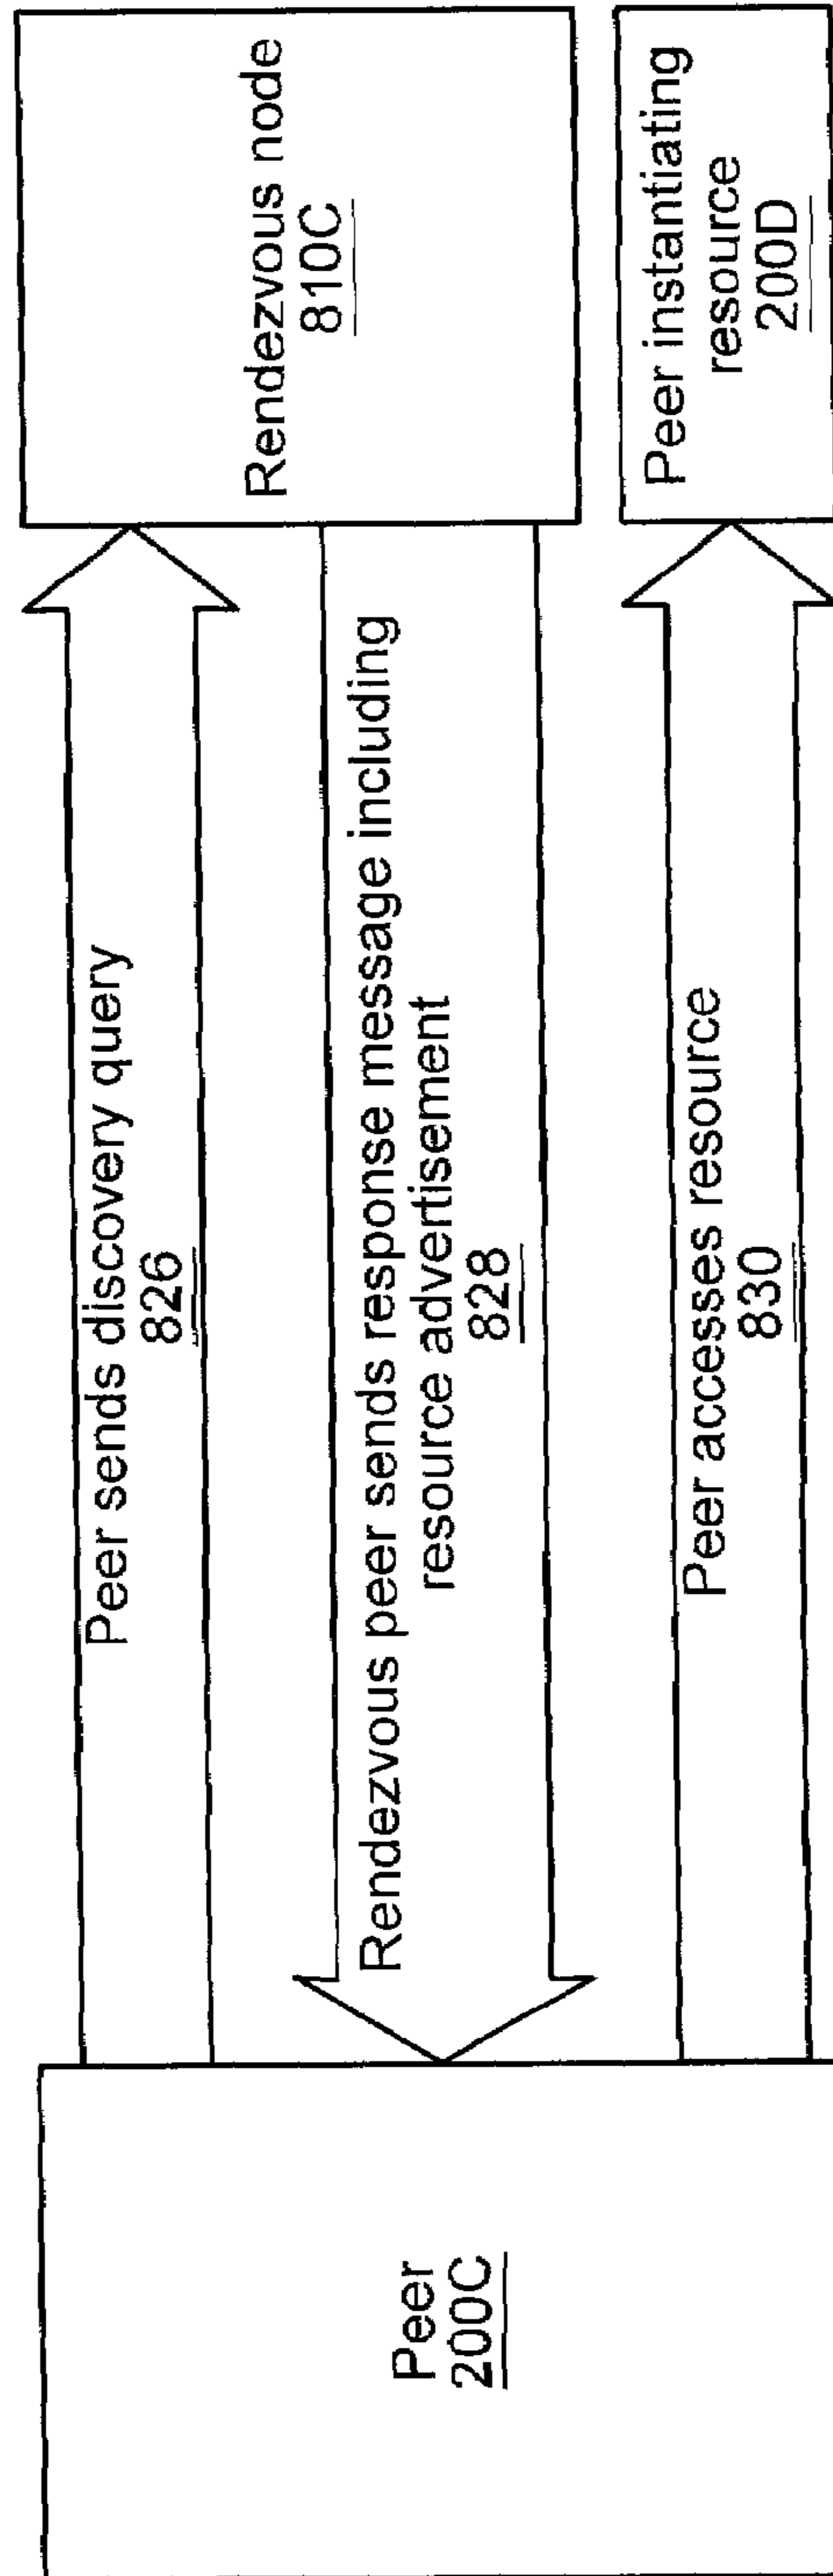 Peer
200C
Peer sends discovery query
826
Rendezvous peer sends response message including
resource advertisement
828
Peer accesses resource
830
Rendezvous node
810C
Peer instantiating
resource
200D